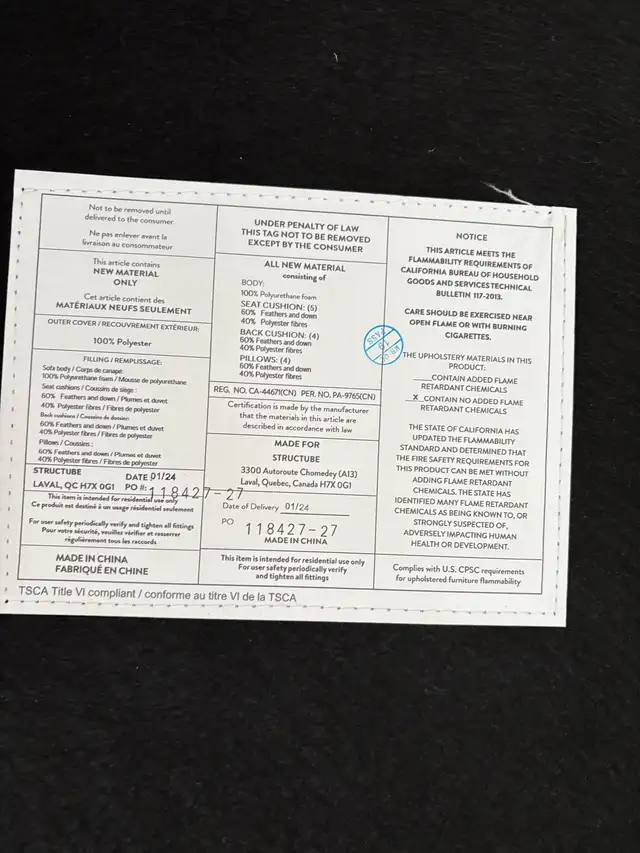 Not to be removed until
delivered to the consumer
Ne pas enlever avant la
livraison au consommateur
This article contains
NEW MATERIAL
ONLY
Cet article contient des
MATÉRIAUX NEUFS SEULEMENT
OUTER COVER / RECOUVREMENT EXTÉRIEUR:
100% Polyester
FILLING / REMPLISSAGE:
Sofa body / Corps de canapé:
100% Polyurethane foam / Mousse de polyuréthane
Seat cushions / Coussins de siège :
60% Feathers and down / Plumes et duvet
40% Polyester fibres / Fibres de polyester
Back cushions / Coussins de dossier:
60% Feathers and down / Plumes et duvet
40% Polyester fibres / Fibres de polyester
Pillows / Coussins :
60% Feathers and down / Plumes et duvet
40% Polyester fibres / Fibres de polyester
STRUCTUBE DATE 01/24
LAVAL, QC H7X 0G1 PO #: 118427-27
This item is intended for residential use only
Ce produit est destiné à un usage résidentiel seulement
For user safety periodically verify and tighten all fittings
Pour votre sécurité, veuillez vérifier et resserrer
régulièrement tous les raccords
MADE IN CHINA
FABRIQUÉ EN CHINE
UNDER PENALTY OF LAW
THIS TAG NOT TO BE REMOVED
EXCEPT BY THE CONSUMER
ALL NEW MATERIAL
consisting of
BODY:
100% Polyurethane foam
SEAT CUSHION: (5)
60% Feathers and down
40% Polyester fibres
BACK CUSHION: (4)
60% Feathers and down
40% Polyester fibres
PILLOWS: (4)
60% Feathers and down
40% Polyester fibres
REG. NO. CA-44671(CN) PER. NO. PA-9765(CN)
Certification is made by the manufacturer
that the materials in this article are
described in accordance with law
MADE FOR
STRUCTUBE
3300 Autoroute Chomedey (A13)
Laval, Quebec, Canada H7X 0G1
Date of Delivery 01/24
PO 118427-27
MADE IN CHINA
This item is intended for residential use only
For user safety periodically verify
and tighten all fittings
NOTICE
THIS ARTICLE MEETS THE
FLAMMABILITY REQUIREMENTS OF
CALIFORNIA BUREAU OF HOUSEHOLD
GOODS AND SERVICES TECHNICAL
BULLETIN 117-2013.
CARE SHOULD BE EXERCISED NEAR
OPEN FLAME OR WITH BURNING
CIGARETTES.
PASS
19
THE UPHOLSTERY MATERIALS IN THIS
PRODUCT:
____CONTAIN ADDED FLAME
RETARDANT CHEMICALS
_X_CONTAIN NO ADDED FLAME
RETARDANT CHEMICALS
THE STATE OF CALIFORNIA HAS
UPDATED THE FLAMMABILITY
STANDARD AND DETERMINED THAT
THE FIRE SAFETY REQUIREMENTS FOR
THIS PRODUCT CAN BE MET WITHOUT
ADDING FLAME RETARDANT
CHEMICALS. THE STATE HAS
IDENTIFIED MANY FLAME RETARDANT
CHEMICALS AS BEING KNOWN TO, OR
STRONGLY SUSPECTED OF,
ADVERSELY IMPACTING HUMAN
HEALTH OR DEVELOPMENT.
Complies with U.S. CPSC requirements
for upholstered furniture flammability
TSCA Title VI compliant / conforme au titre VI de la TSCA